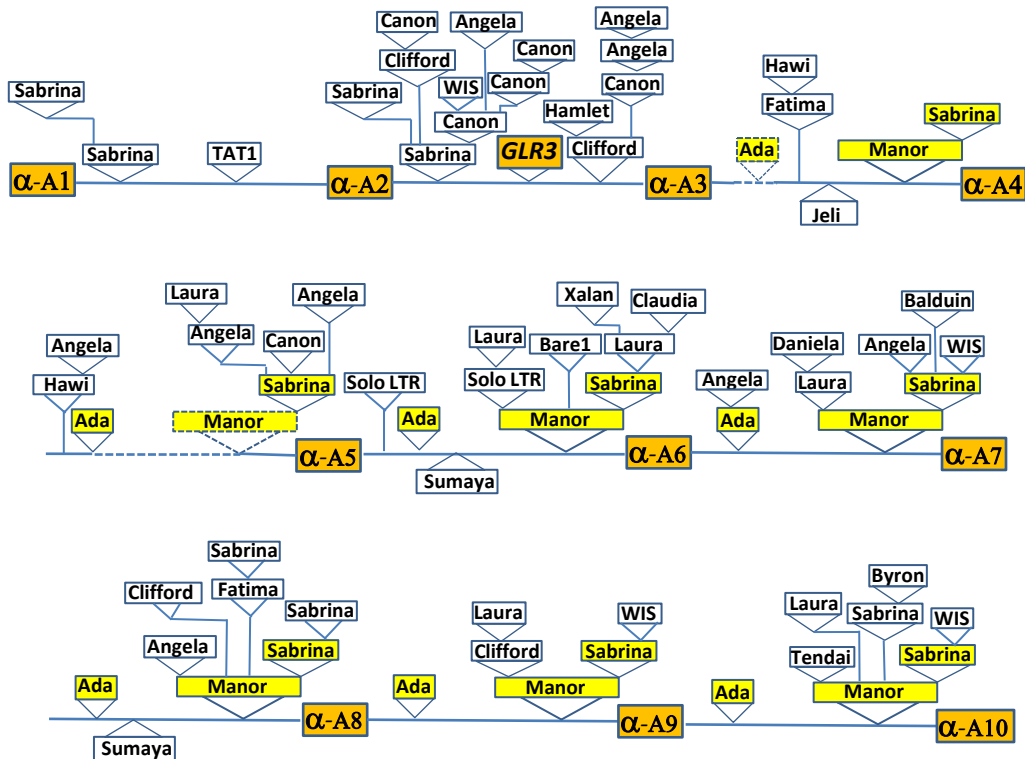 Canon Angela Angela
Clifford Canon Angela Hawi
Sabrina Sabrina WIS Canon Canon Fatima Sabrina
Canon Hamlet
Sabrina TAT1 Sabrina GLR3 Clifford Ada Manor
α-A1 α-A2 α-A3 α-A4
Jeli
Laura Angela Xalan Claudia Balduin
Angela Angela Canon Laura Bare1 Laura Daniela Angela WIS
Hawi Sabrina Solo LTR Solo LTR Sabrina Angela Laura Sabrina
Ada Manor Ada Manor Ada Manor
α-A5 α-A6 α-A7
Sumaya
Sabrina Byron
Clifford Fatima Sabrina Laura WIS Laura Sabrina WIS
Angela Sabrina Clifford Sabrina Tendai Sabrina
Ada Manor Ada Manor Ada Manor
α-A8 α-A9 α-A10
Sumaya